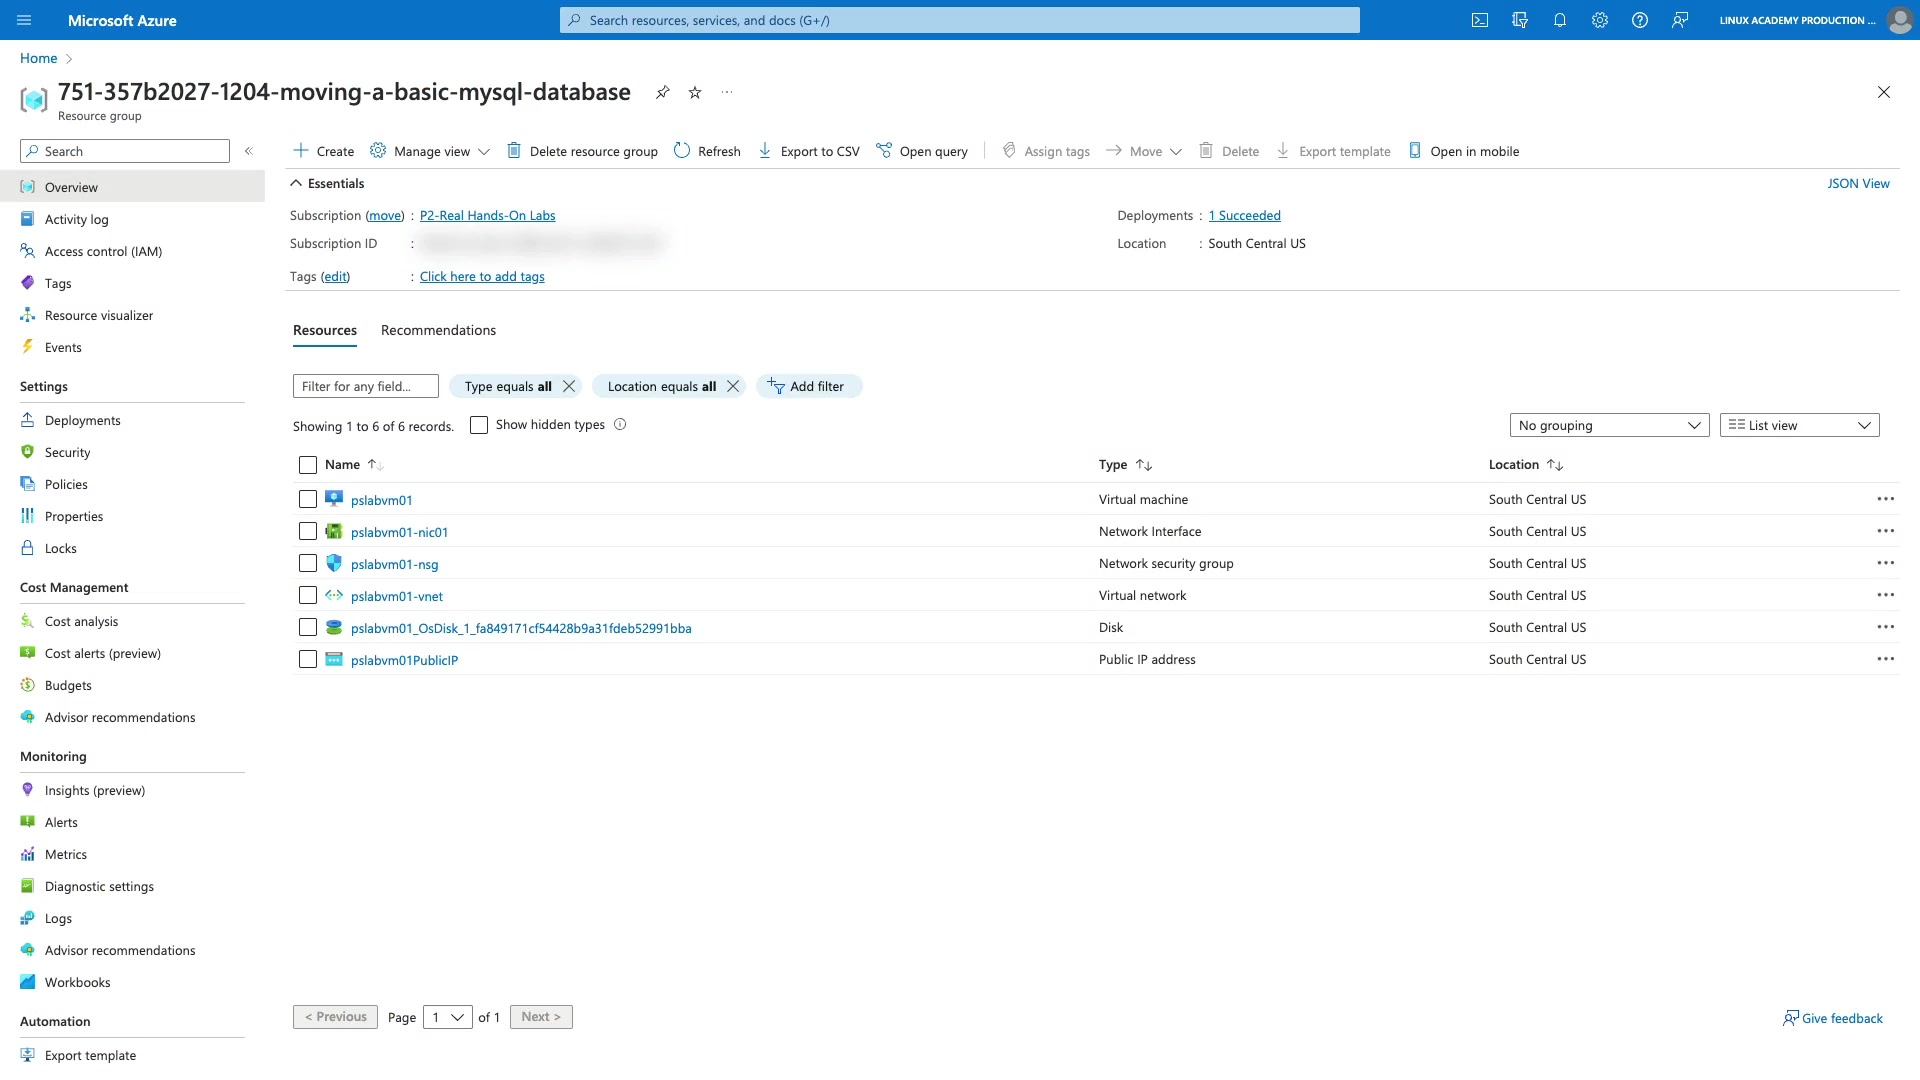 Microsoft Azure
Search resources, services, and docs (G+/)
LINUX ACADEMY PRODUCTION ...
Home
751-357b2027-1204-moving-a-basic-mysql-database
Resource group
Search
Create Manage view Delete resource group Refresh Export to CSV Open query Assign tags Move Delete Export template Open in mobile
Overview
Activity log
Access control (IAM)
Tags
Resource visualizer
Events
Settings
Deployments
Security
Policies
Properties
Locks
Cost Management
Cost analysis
Cost alerts (preview)
Budgets
Advisor recommendations
Monitoring
Insights (preview)
Alerts
Metrics
Diagnostic settings
Logs
Advisor recommendations
Workbooks
Automation
Export template
Essentials
JSON View
Subscription (move) : P2-Real Hands-On Labs
Deployments : 1 Succeeded
Subscription ID :
Location : South Central US
Tags (edit) : Click here to add tags
Resources Recommendations
Filter for any field... Type equals all Location equals all Add filter
Showing 1 to 6 of 6 records. Show hidden types
No grouping List view
Name Type Location
pslabvm01 Virtual machine South Central US
pslabvm01-nic01 Network Interface South Central US
pslabvm01-nsg Network security group South Central US
pslabvm01-vnet Virtual network South Central US
pslabvm01_OsDisk_1_fa849171cf54428b9a31fdeb52991bba Disk South Central US
pslabvm01PublicIP Public IP address South Central US
< Previous Page 1 of 1 Next >
Give feedback